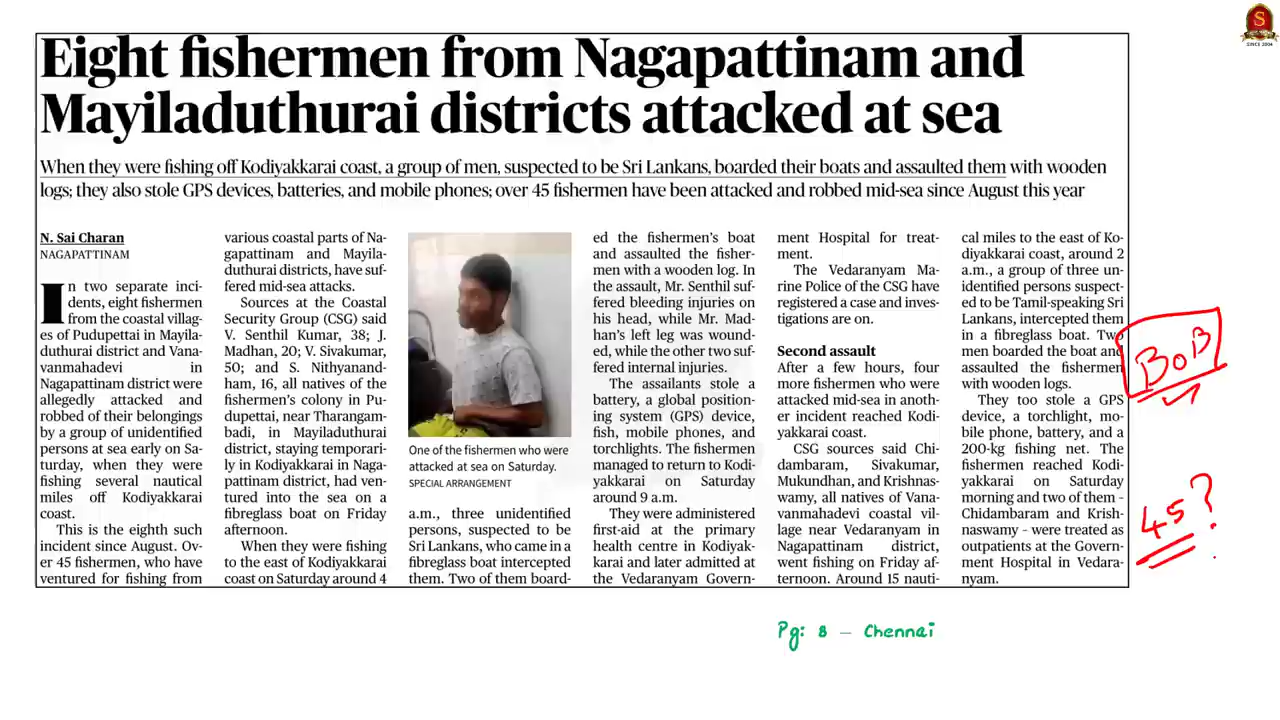 S
SINCE 2004
Eight fishermen from Nagapattinam and
Mayiladuthurai districts attacked at sea
When they were fishing off Kodiyakkarai coast, a group of men, suspected to be Sri Lankans, boarded their boats and assaulted them with wooden
logs; they also stole GPS devices, batteries, and mobile phones; over 45 fishermen have been attacked and robbed mid-sea since August this year
N. Sai Charan
NAGAPATTINAM
In two separate inci-
dents, eight fishermen
from the coastal villag-
es of Pudupettai in Mayila-
duthurai district and Vana-
vanmahadevi in
Nagapattinam district were
allegedly attacked and
robbed of their belongings
by a group of unidentified
persons at sea early on Sa-
turday, when they were
fishing several nautical
miles off Kodiyakkarai
coast.
This is the eighth such
incident since August. Ov-
er 45 fishermen, who have
ventured for fishing from
various coastal parts of Na-
gapattinam and Mayila-
duthurai districts, have suf-
fered mid-sea attacks.
Sources at the Coastal
Security Group (CSG) said
V. Senthil Kumar, 38; J.
Madhan, 20; V. Sivakumar,
50; and S. Nithyanand-
ham, 16, all natives of the
fishermen's colony in Pu-
dupettai, near Tharangam-
badi, in Mayiladuthurai
district, staying temporari-
ly in Kodiyakkarai in Naga-
pattinam district, had ven-
tured into the sea on a
fibreglass boat on Friday
afternoon.
When they were fishing
to the east of Kodiyakkarai
coast on Saturday around 4
One of the fishermen who were
attacked at sea on Saturday.
SPECIAL ARRANGEMENT
a.m., three unidentified
persons, suspected to be
Sri Lankans, who came in a
fibreglass boat intercepted
them. Two of them board-
ed the fishermen's boat
and assaulted the fisher-
men with a wooden log. In
the assault, Mr. Senthil suf-
fered bleeding injuries on
his head, while Mr. Mad-
han's left leg was wound-
ed, while the other two suf-
fered internal injuries.
The assailants stole a
battery, a global position-
ing system (GPS) device,
fish, mobile phones, and
torchlights. The fishermen
managed to return to Kodi-
yakkarai on Saturday
around 9 a.m.
They were administered
first-aid at the primary
health centre in Kodiyak-
karai and later admitted at
the Vedaranyam Govern-
ment Hospital for treat-
ment.
The Vedaranyam Ma-
rine Police of the CSG have
registered a case and inves-
tigations are on.
Second assault
After a few hours, four
more fishermen who were
attacked mid-sea in anoth-
er incident reached Kodi-
yakkarai coast.
CSG sources said Chi-
dambaram, Sivakumar,
Mukundhan, and Krishnas-
wamy, all natives of Vana-
vanmahadevi coastal vil-
lage near Vedaranyam in
Nagapattinam district,
went fishing on Friday af-
ternoon. Around 15 nauti-
cal miles to the east of Ko-
diyakkarai coast, around 2
a.m., a group of three un-
identified persons suspect-
ed to be Tamil-speaking Sri
Lankans, intercepted them
in a fibreglass boat. Two
men boarded the boat and
assaulted the fishermen
with wooden logs.
They too stole a GPS
device, a torchlight, mo-
bile phone, battery, and a
200-kg fishing net. The
fishermen reached Kodi-
yakkarai on Saturday
morning and two of them –
Chidambaram and Krish-
naswamy – were treated as
outpatients at the Govern-
ment Hospital in Vedara-
nyam.
BoB
45?
Pg: 8 – Chennai